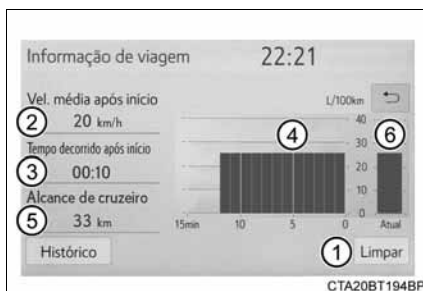 Informação de viagem 22:21
Vel. média após início
L/100km
2 20 km/h
Tempo decorrido após início
3 00:10
Alcance de cruzeiro
5 33 km
4
6
40
30
20
10
0
15min 10 5 0 Atual
Histórico
1 Limpar
CTA20BT194BP